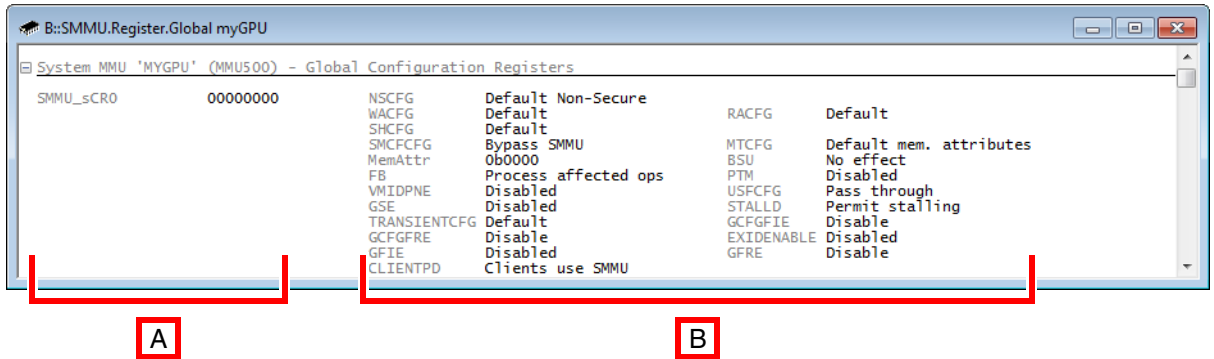 B::SMMU.Register.Global myGPU
System MMU 'MYGPU' (MMU500) - Global Configuration Registers
SMMU_sCR0 00000000 NSCFG Default Non-Secure
WACFG Default RACFG Default
SHCFG Default
SMCFCFG Bypass SMMU MTCFG Default mem. attributes
MemAttr 0b0000 BSU No effect
FB Process affected ops PTM Disabled
VMIDPNE Disabled USFCFG Pass through
GSE Disabled STALLD Permit stalling
TRANSIENTCFG Default GCFGFIE Disable
GCFGFRE Disable EXIDENABLE Disabled
GFIE Disabled GFRE Disable
CLIENTPD Clients use SMMU
A B